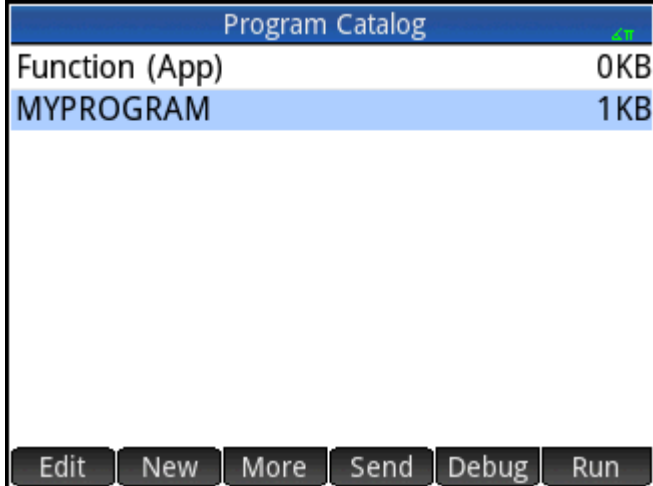 Program Catalog
∡π
Function (App) 0KB
MYPROGRAM 1KB
Edit New More Send Debug Run